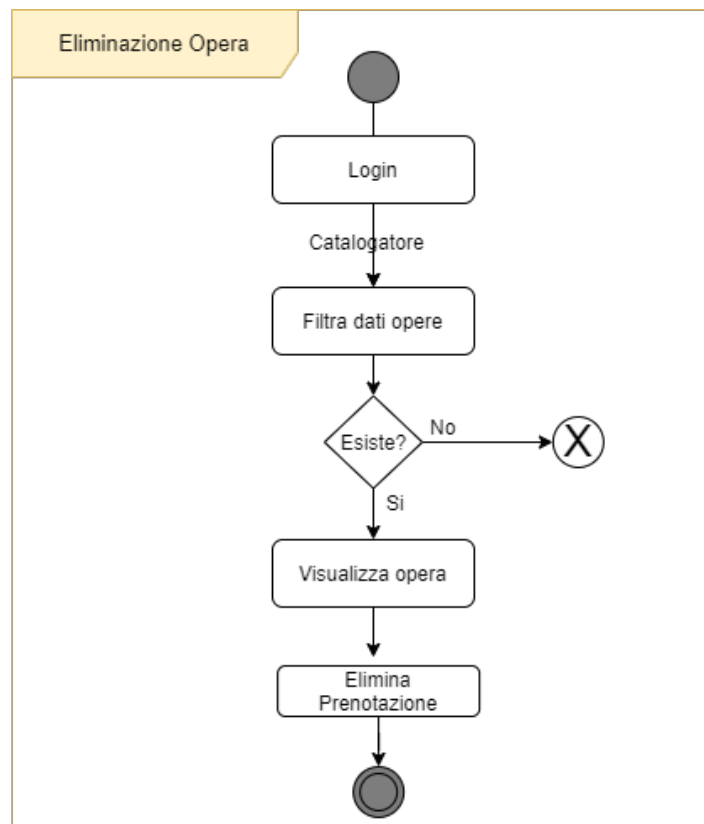 Eliminazione Opera
Login
Catalogatore
Filtra dati opere
Esiste?
No
X
Si
Visualizza opera
Elimina
Prenotazione